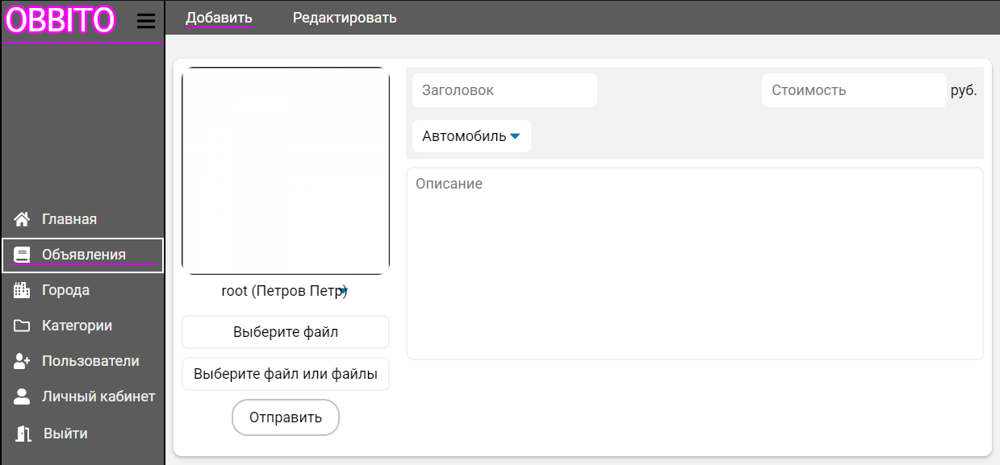 OBBITO
Добавить
Редактировать
Главная
Объявления
Города
Категории
Пользователи
Личный кабинет
Выйти
root (Петров Петр)
Выберите файл
Выберите файл или файлы
Отправить
Заголовок
Стоимость руб.
Автомобиль
Описание